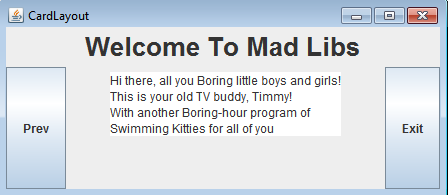 CardLayout
Welcome To Mad Libs
Hi there, all you Boring little boys and girls!
This is your old TV buddy, Timmy!
With another Boring-hour program of
Swimming Kitties for all of you
Prev
Exit